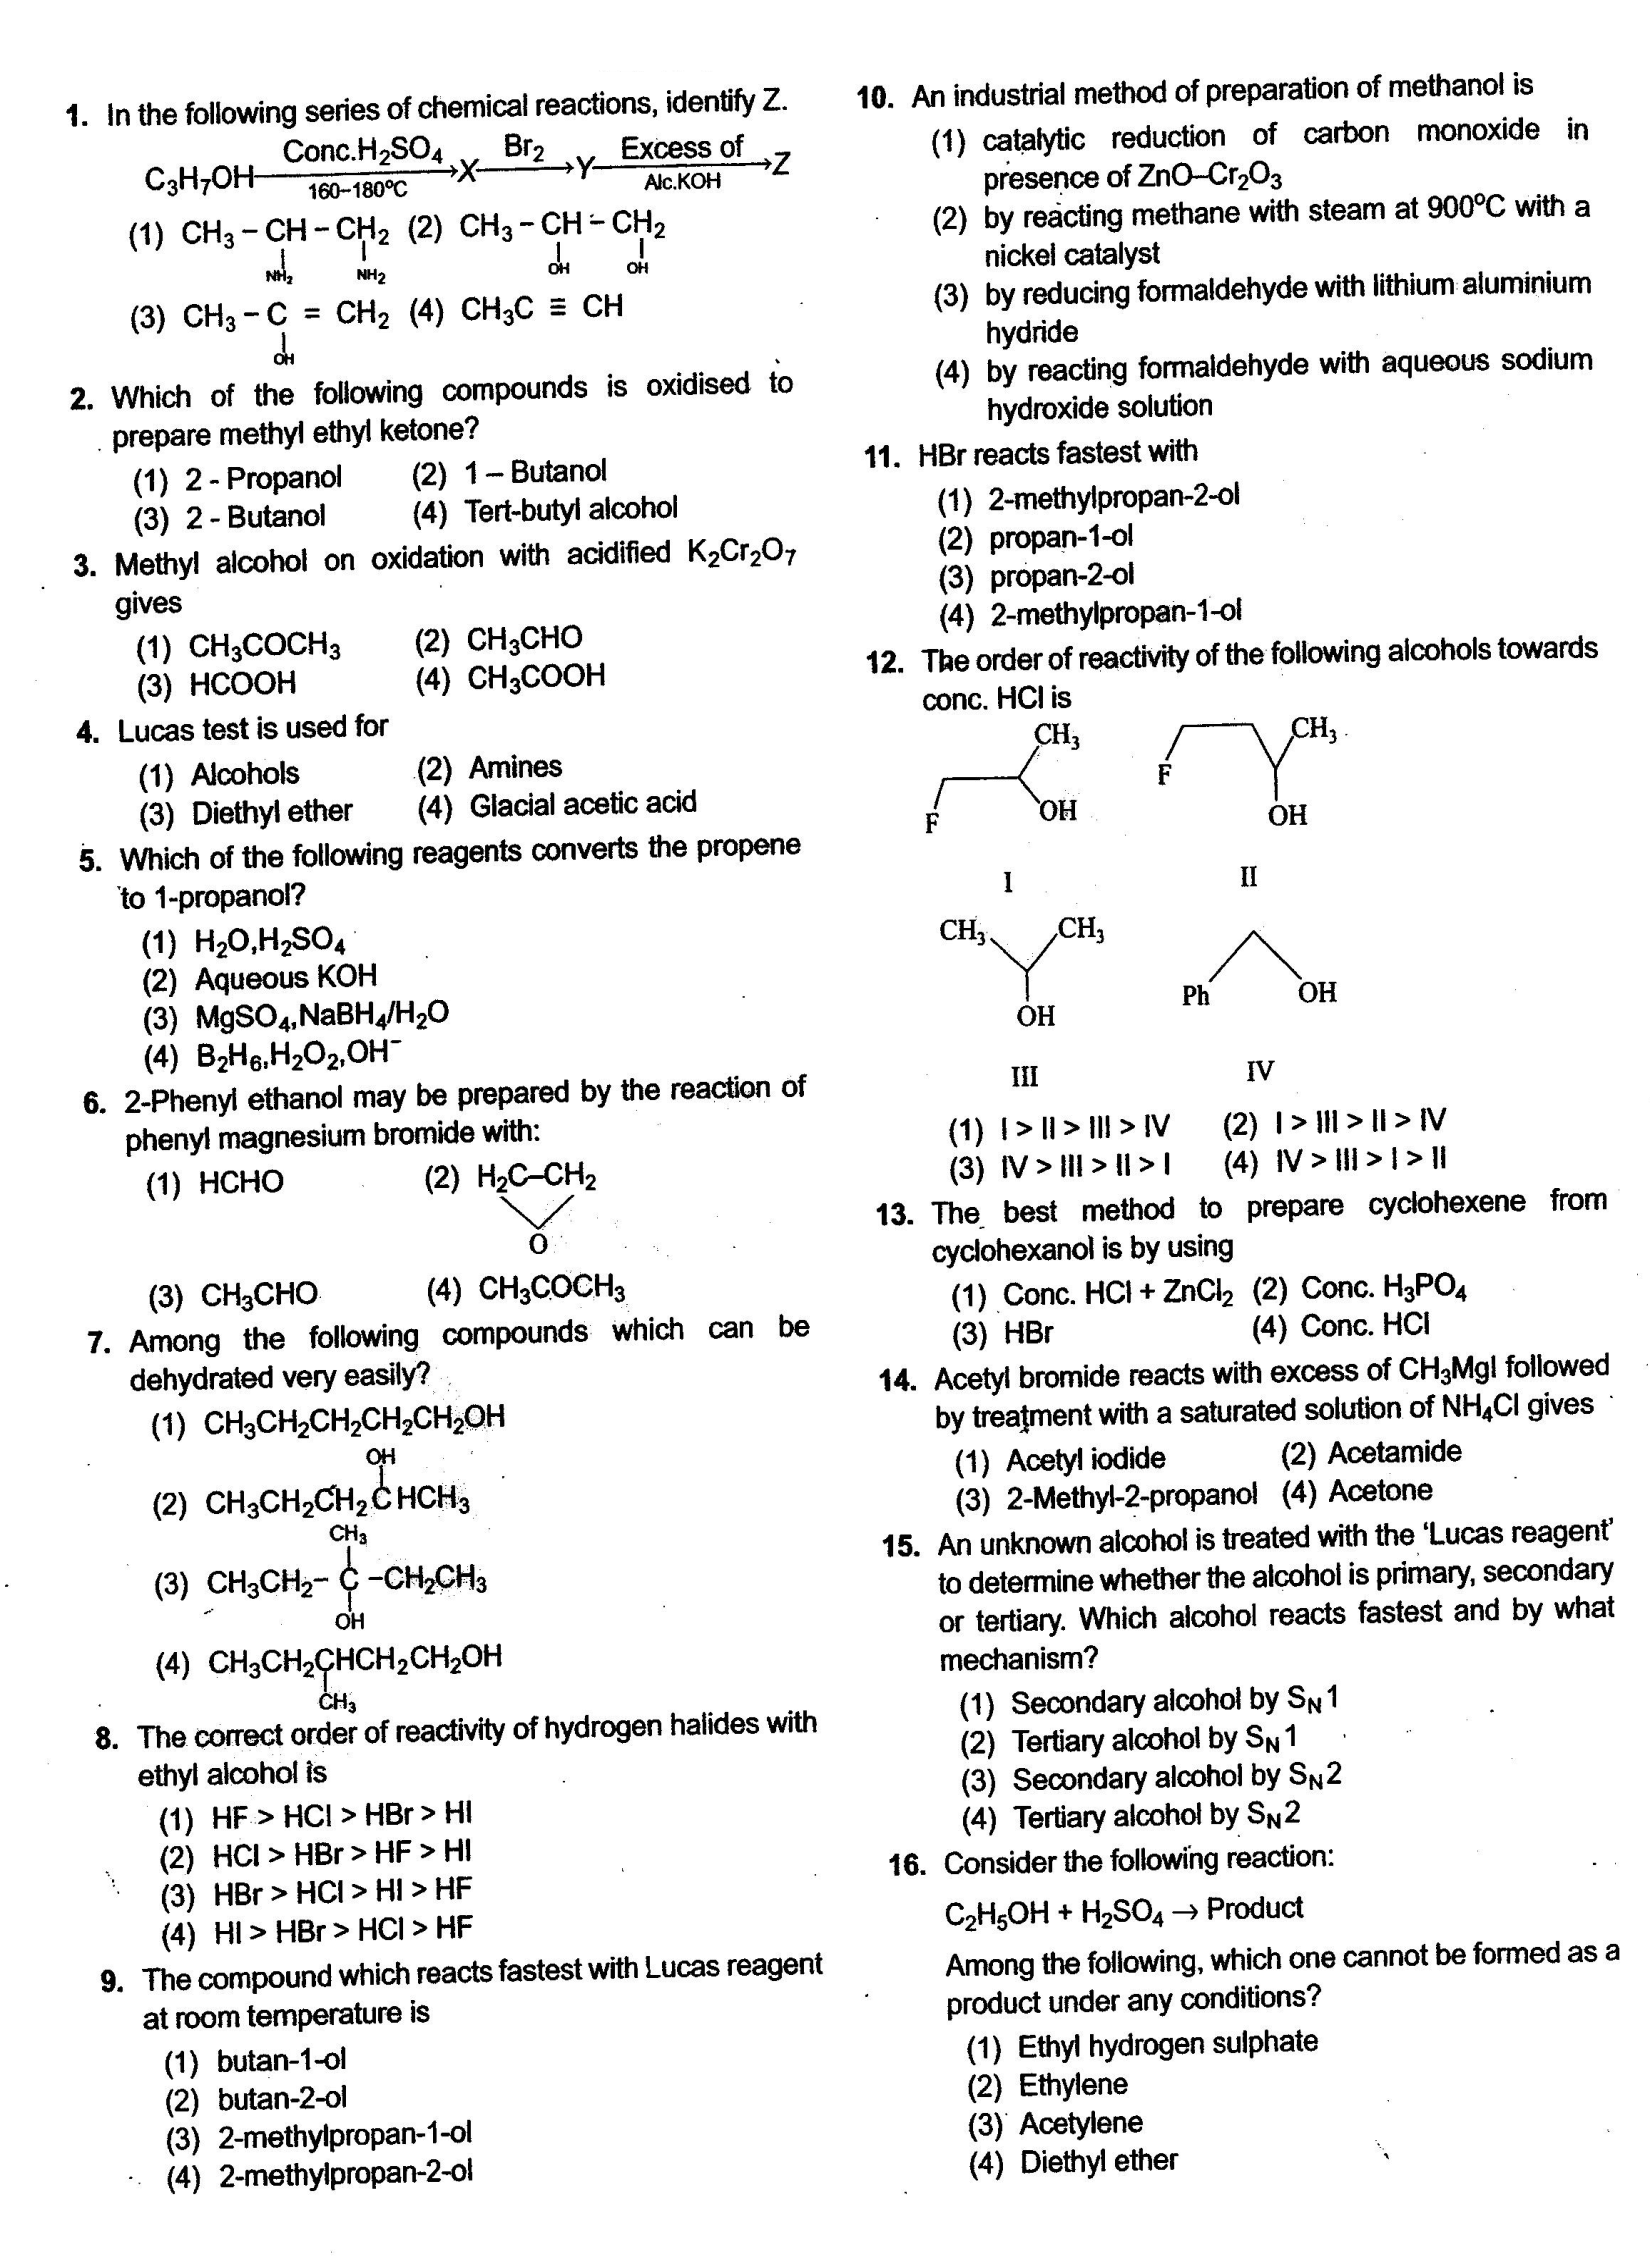 1. In the following series of chemical reactions, identify Z.
C₃H₇OH —Conc.H₂SO₄ / 160–180ºC→ X —Br₂→ Y —Excess of / Alc.KOH→ Z
(1) CH₃ – CH – CH₂ (2) CH₃ – CH – CH₂
NH₂ NH₂ OH OH
(3) CH₃ – C = CH₂ (4) CH₃C ≡ CH
OH
2. Which of the following compounds is oxidised to
prepare methyl ethyl ketone?
(1) 2 - Propanol (2) 1 – Butanol
(3) 2 - Butanol (4) Tert-butyl alcohol
3. Methyl alcohol on oxidation with acidified K₂Cr₂O₇
gives
(1) CH₃COCH₃ (2) CH₃CHO
(3) HCOOH (4) CH₃COOH
4. Lucas test is used for
(1) Alcohols (2) Amines
(3) Diethyl ether (4) Glacial acetic acid
5. Which of the following reagents converts the propene
to 1-propanol?
(1) H₂O,H₂SO₄
(2) Aqueous KOH
(3) MgSO₄,NaBH₄/H₂O
(4) B₂H₆,H₂O₂,OH⁻
6. 2-Phenyl ethanol may be prepared by the reaction of
phenyl magnesium bromide with:
(1) HCHO (2) H₂C–CH₂
O
(3) CH₃CHO (4) CH₃COCH₃
7. Among the following compounds which can be
dehydrated very easily?
(1) CH₃CH₂CH₂CH₂CH₂OH
OH
(2) CH₃CH₂CH₂CHCH₃
CH₃
(3) CH₃CH₂– C –CH₂CH₃
OH
(4) CH₃CH₂CHCH₂CH₂OH
CH₃
8. The correct order of reactivity of hydrogen halides with
ethyl alcohol is
(1) HF > HCl > HBr > HI
(2) HCl > HBr > HF > HI
(3) HBr > HCl > HI > HF
(4) HI > HBr > HCl > HF
9. The compound which reacts fastest with Lucas reagent
at room temperature is
(1) butan-1-ol
(2) butan-2-ol
(3) 2-methylpropan-1-ol
(4) 2-methylpropan-2-ol
10. An industrial method of preparation of methanol is
(1) catalytic reduction of carbon monoxide in
presence of ZnO–Cr₂O₃
(2) by reacting methane with steam at 900ºC with a
nickel catalyst
(3) by reducing formaldehyde with lithium aluminium
hydride
(4) by reacting formaldehyde with aqueous sodium
hydroxide solution
11. HBr reacts fastest with
(1) 2-methylpropan-2-ol
(2) propan-1-ol
(3) propan-2-ol
(4) 2-methylpropan-1-ol
12. The order of reactivity of the following alcohols towards
conc. HCl is
CH₃ CH₃
F OH F OH
I II
CH₃ CH₃
OH Ph OH
III IV
(1) I > II > III > IV (2) I > III > II > IV
(3) IV > III > II > I (4) IV > III > I > II
13. The best method to prepare cyclohexene from
cyclohexanol is by using
(1) Conc. HCl + ZnCl₂ (2) Conc. H₃PO₄
(3) HBr (4) Conc. HCl
14. Acetyl bromide reacts with excess of CH₃MgI followed
by treatment with a saturated solution of NH₄Cl gives
(1) Acetyl iodide (2) Acetamide
(3) 2-Methyl-2-propanol (4) Acetone
15. An unknown alcohol is treated with the 'Lucas reagent'
to determine whether the alcohol is primary, secondary
or tertiary. Which alcohol reacts fastest and by what
mechanism?
(1) Secondary alcohol by S<sub>N</sub>1
(2) Tertiary alcohol by S<sub>N</sub>1
(3) Secondary alcohol by S<sub>N</sub>2
(4) Tertiary alcohol by S<sub>N</sub>2
16. Consider the following reaction:
C₂H₅OH + H₂SO₄ → Product
Among the following, which one cannot be formed as a
product under any conditions?
(1) Ethyl hydrogen sulphate
(2) Ethylene
(3) Acetylene
(4) Diethyl ether